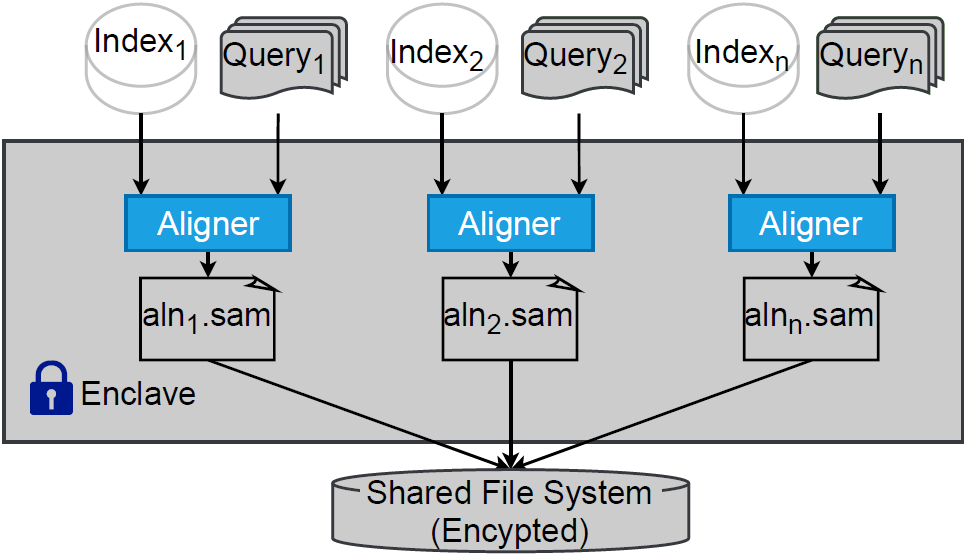 Index₁
Query₁
Index₂
Query₂
Indexₙ
Queryₙ
Aligner
Aligner
Aligner
aln₁.sam
aln₂.sam
alnₙ.sam
Enclave
Shared File System
(Encypted)